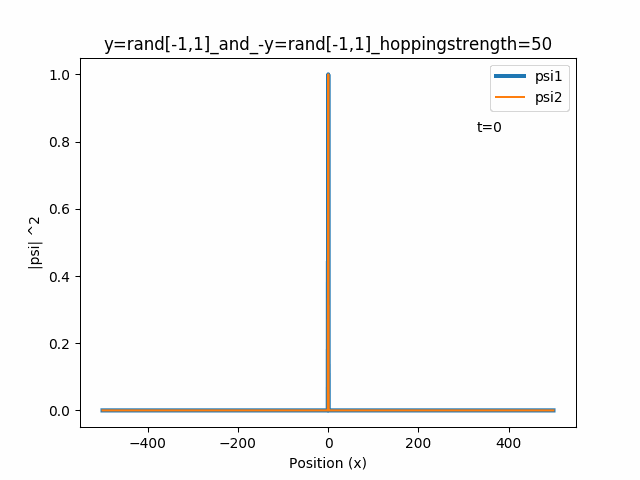 y=rand[-1,1]_and_-y=rand[-1,1]_hoppingstrength=50
psi1
psi2
t=0
1.0
0.8
0.6
0.4
0.2
0.0
|psi| ^2
−400
−200
0
200
400
Position (x)